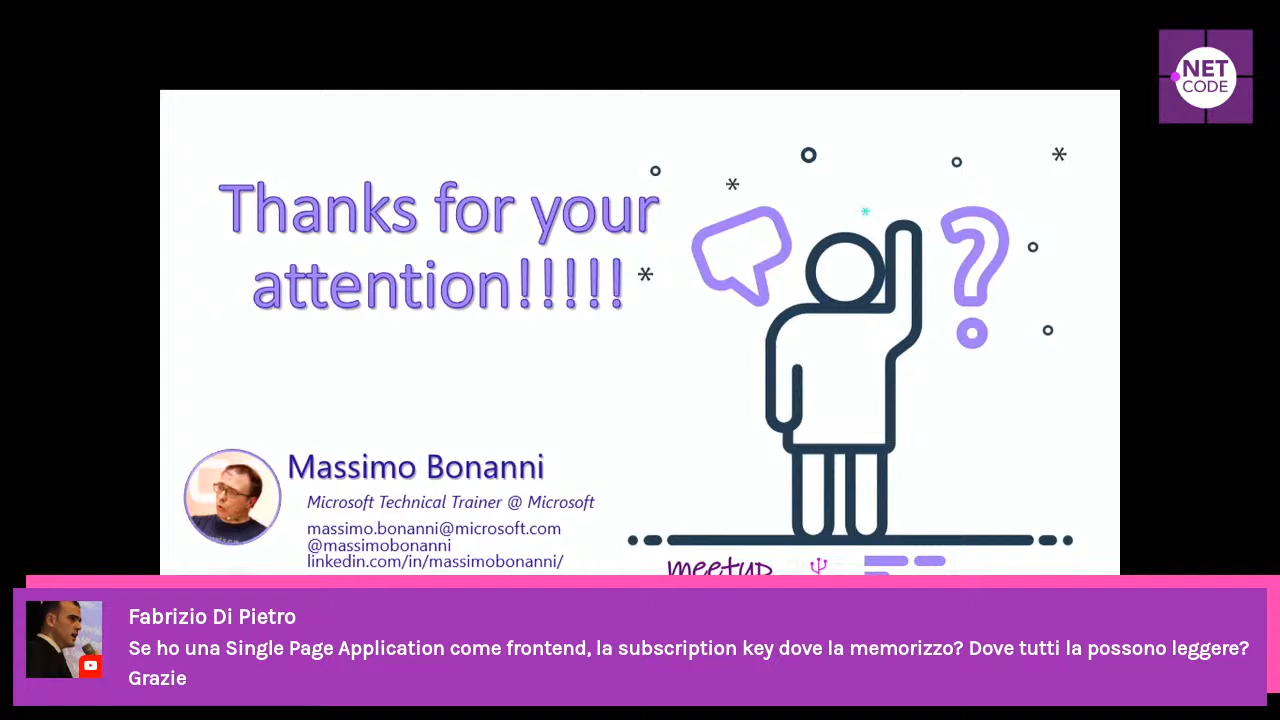 NET
CODE
Thanks for your
attention!!!!!
Massimo Bonanni
Microsoft Technical Trainer @ Microsoft
massimo.bonanni@microsoft.com
@massimobonanni
linkedin.com/in/massimobonanni/
meetup
Fabrizio Di Pietro
Se ho una Single Page Application come frontend, la subscription key dove la memorizzo? Dove tutti la possono leggere?
Grazie